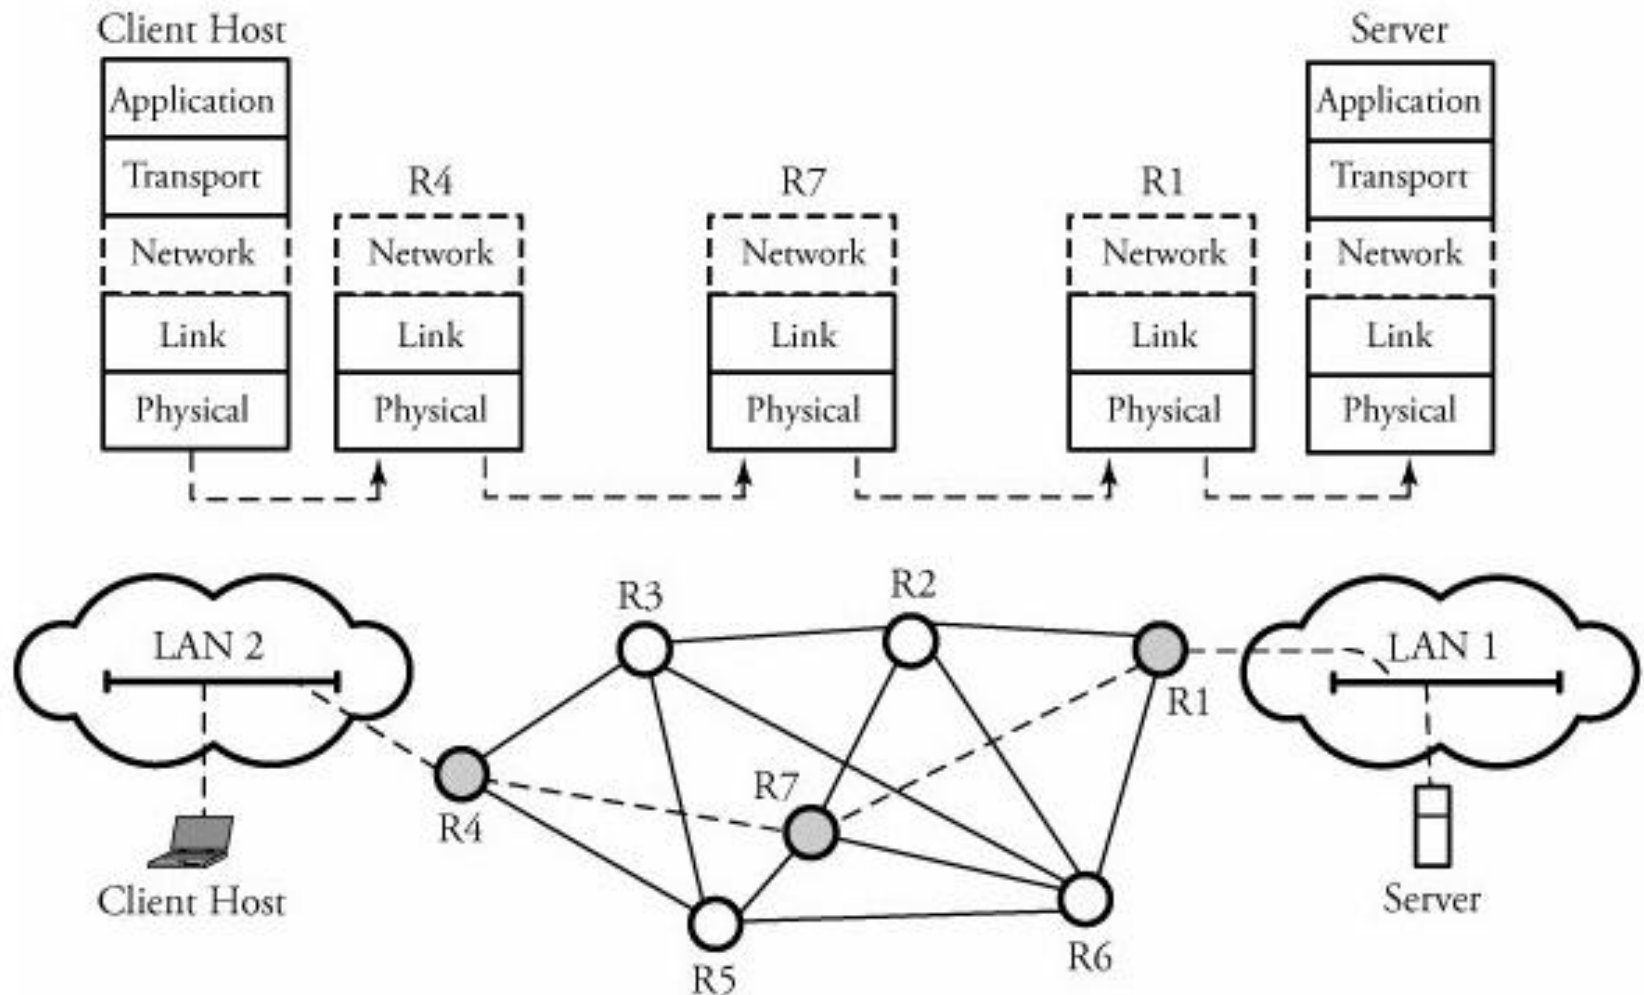 Client Host
Server
Application
Application
Transport
R4
R7
R1
Transport
Network
Network
Network
Network
Network
Link
Link
Link
Link
Link
Physical
Physical
Physical
Physical
Physical
R3
R2
LAN 2
LAN 1
R1
R7
R4
Client Host
Server
R6
R5